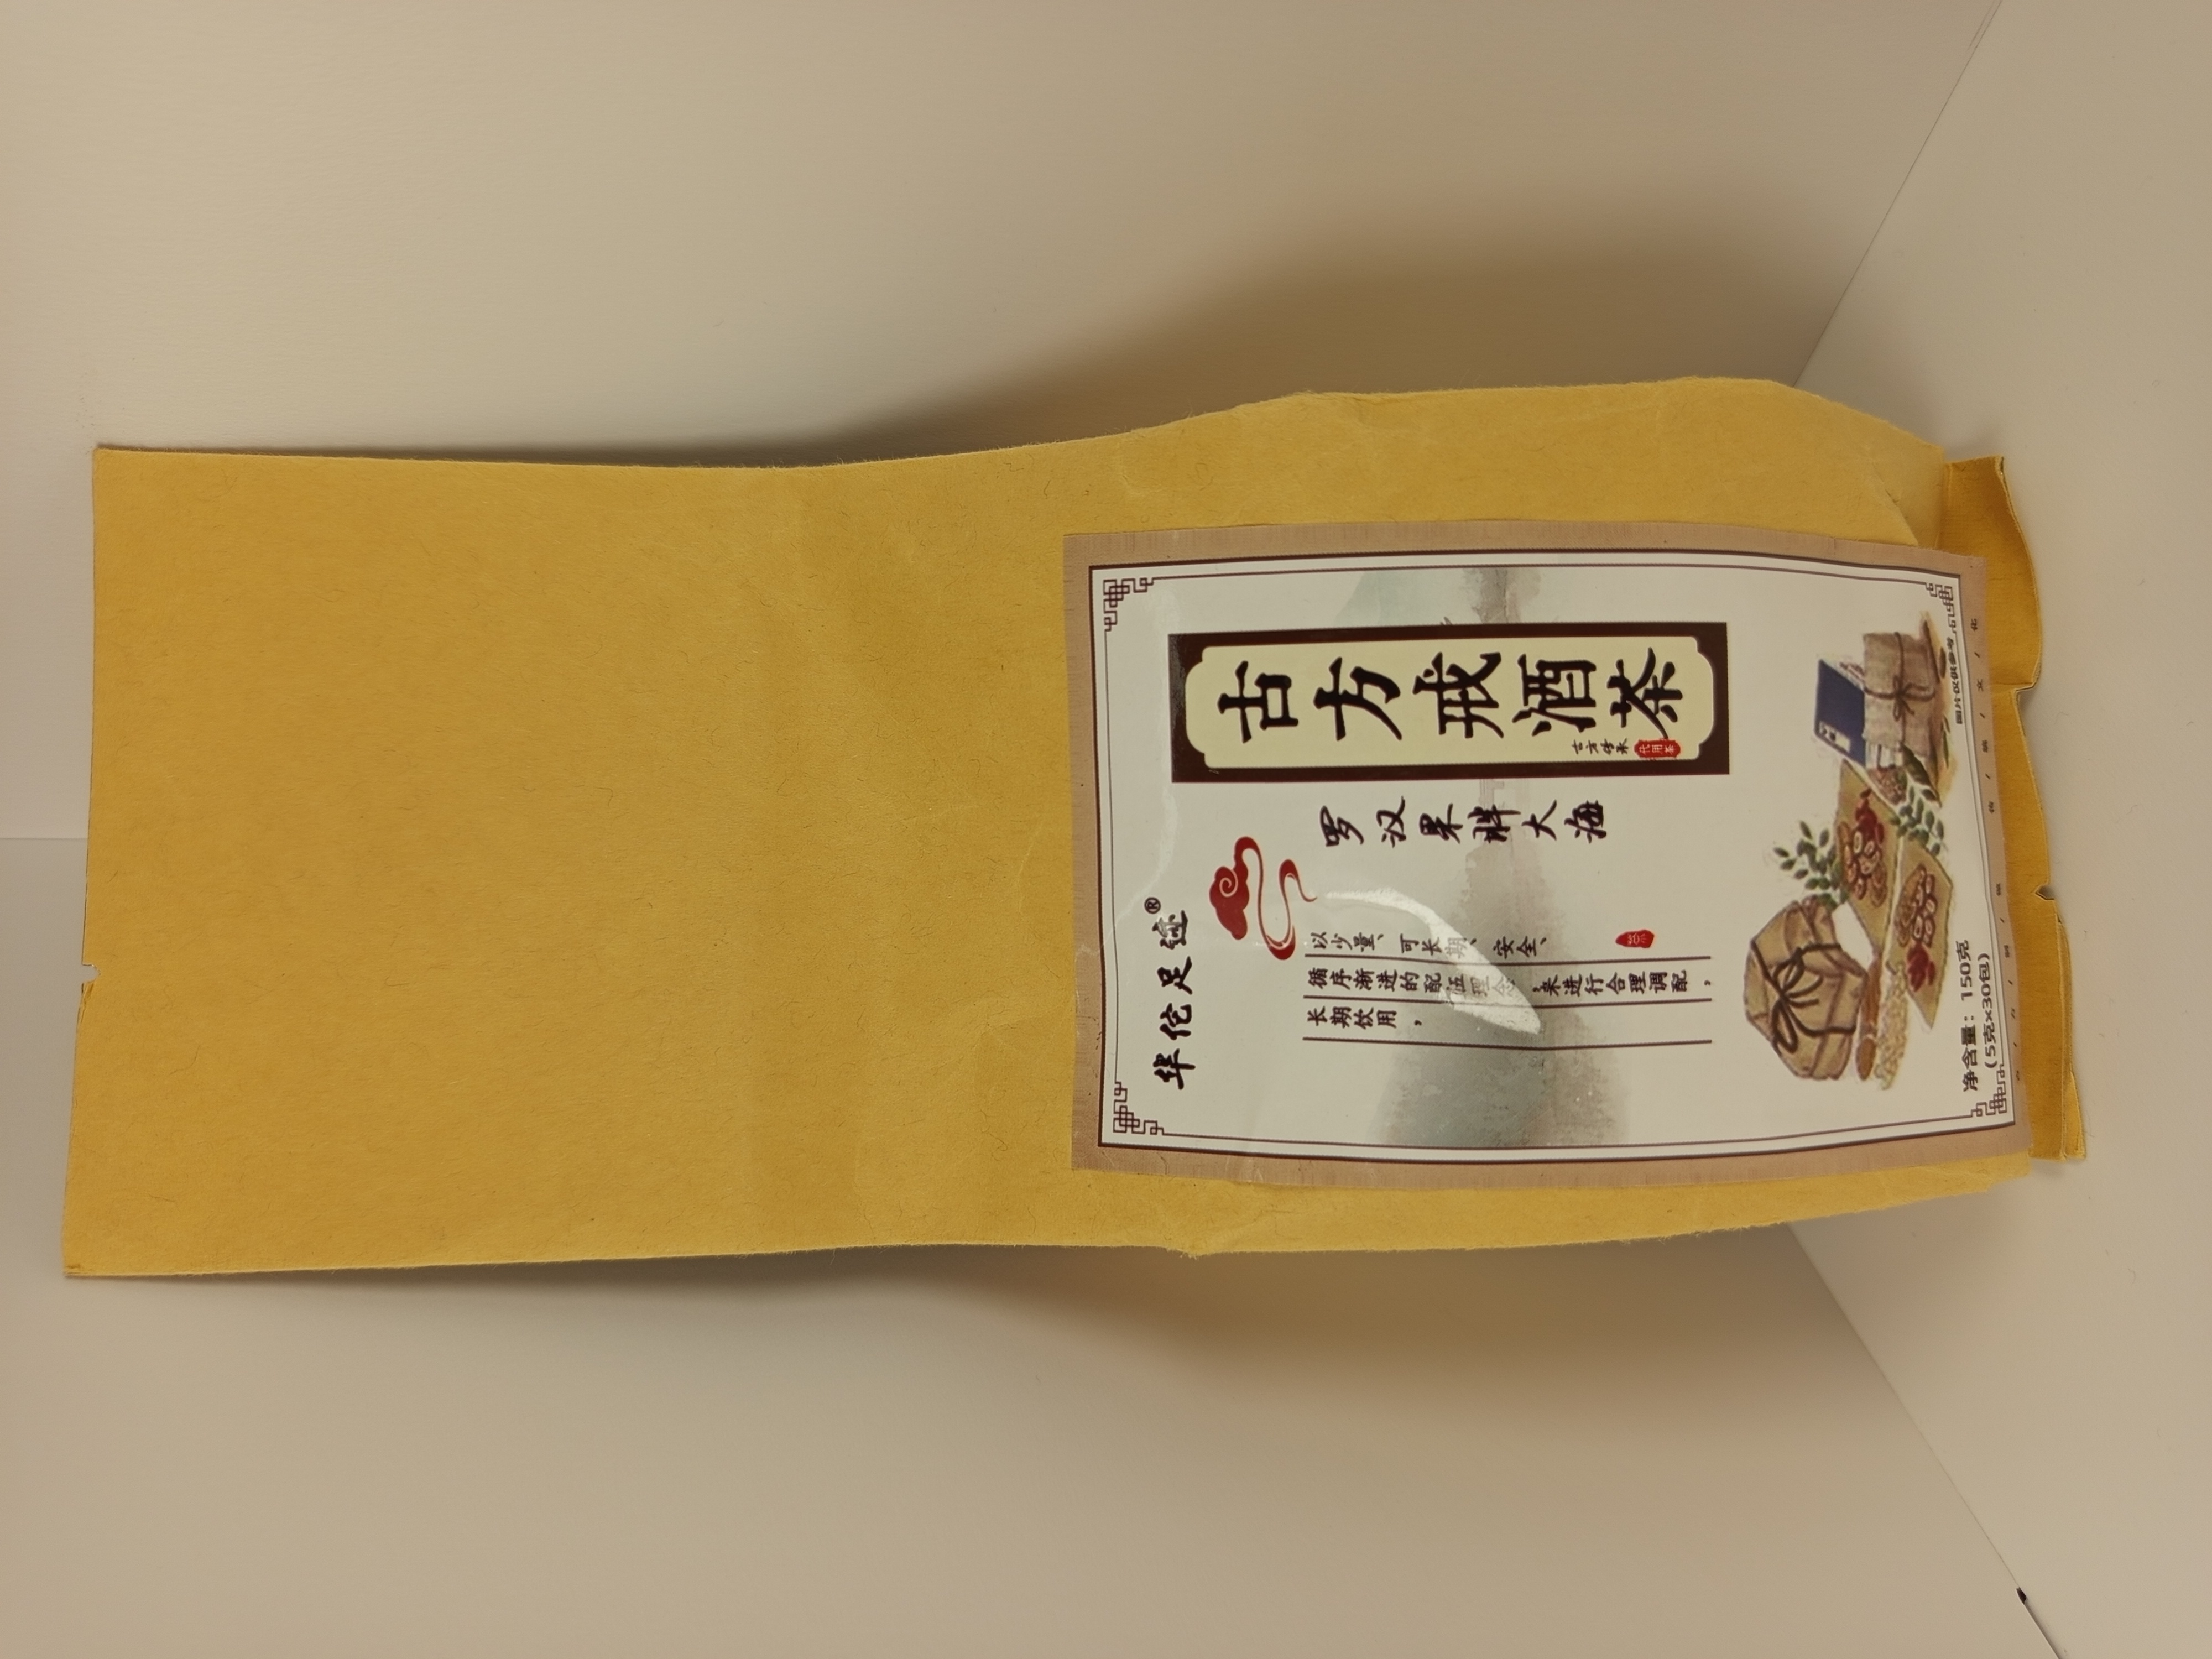 华佗足迹®
古方戒酒茶
古方传承
代用茶
罗汉果胖大海
以少量、可长期、安全、
循序渐进的配伍理念,来进行合理调配,
长期饮用,
茶
净含量：150克
(5克×30包)
图片仅供参考